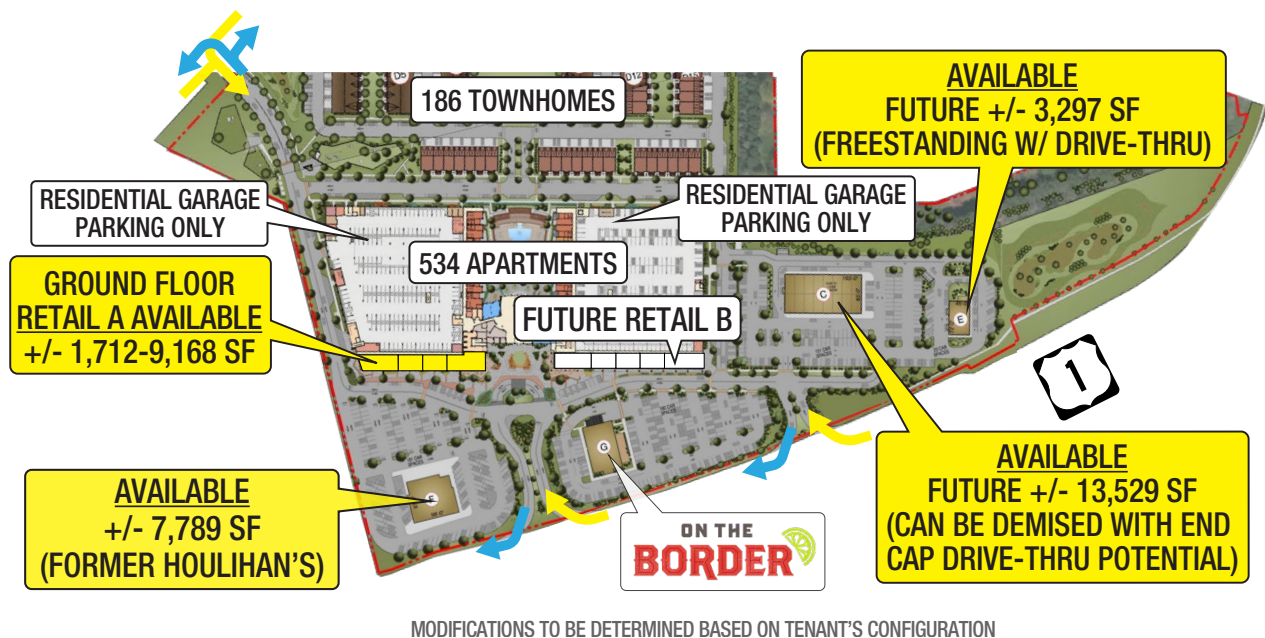 186 TOWNHOMES
AVAILABLE
FUTURE +/- 3,297 SF
(FREESTANDING W/ DRIVE-THRU)
RESIDENTIAL GARAGE
PARKING ONLY
RESIDENTIAL GARAGE
PARKING ONLY
534 APARTMENTS
GROUND FLOOR
RETAIL A AVAILABLE
+/- 1,712-9,168 SF
FUTURE RETAIL B
C
E
1
G
AVAILABLE
+/- 7,789 SF
(FORMER HOULIHAN'S)
ON THE
BORDER
AVAILABLE
FUTURE +/- 13,529 SF
(CAN BE DEMISED WITH END
CAP DRIVE-THRU POTENTIAL)
MODIFICATIONS TO BE DETERMINED BASED ON TENANT'S CONFIGURATION